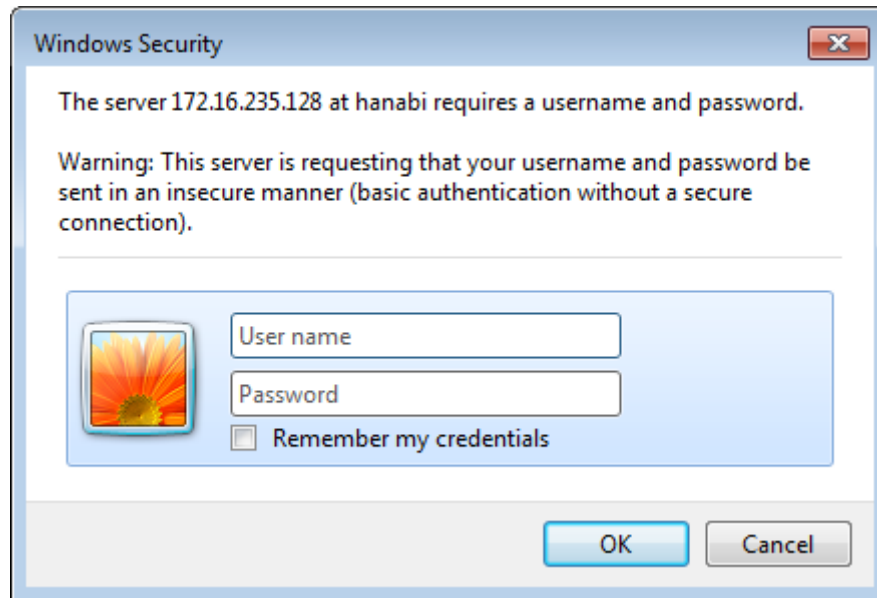 Windows Security
The server 172.16.235.128 at hanabi requires a username and password.
Warning: This server is requesting that your username and password be
sent in an insecure manner (basic authentication without a secure
connection).
User name
Password
Remember my credentials
OK
Cancel